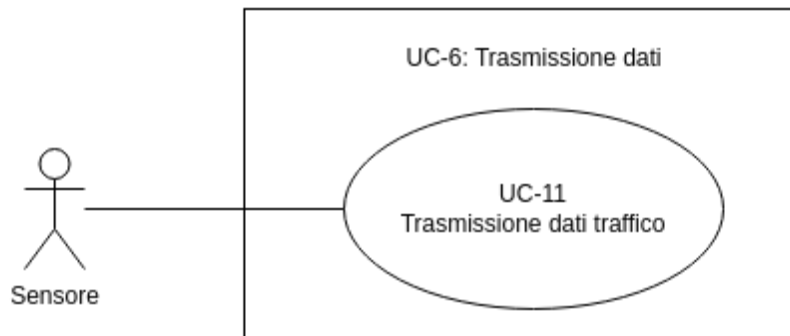 UC-6: Trasmissione dati
UC-11
Trasmissione dati traffico
Sensore